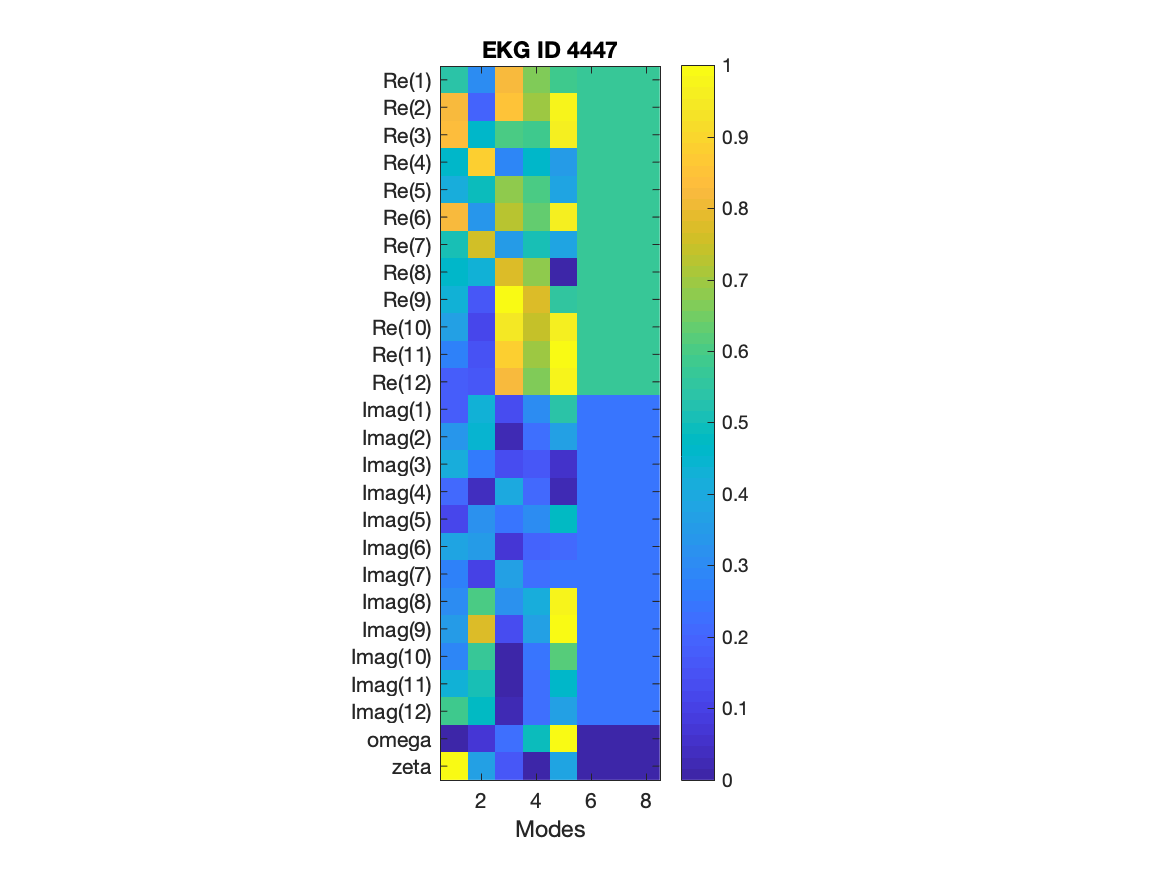 EKG ID 4447
Re(1)
Re(2)
Re(3)
Re(4)
Re(5)
Re(6)
Re(7)
Re(8)
Re(9)
Re(10)
Re(11)
Re(12)
Imag(1)
Imag(2)
Imag(3)
Imag(4)
Imag(5)
Imag(6)
Imag(7)
Imag(8)
Imag(9)
Imag(10)
Imag(11)
Imag(12)
omega
zeta
2 4 6 8
Modes
1
0.9
0.8
0.7
0.6
0.5
0.4
0.3
0.2
0.1
0